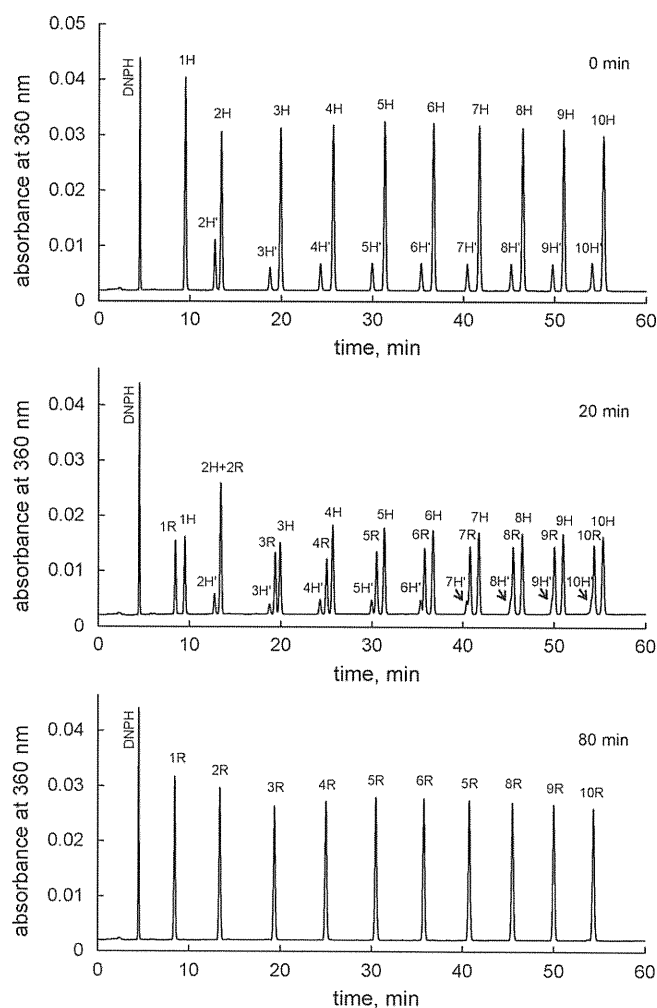 0.05
0.04
0.03
0.02
0.01
0
absorbance at 360 nm
DNPH
1H
2H'
2H
3H'
3H
4H'
4H
5H'
5H
6H'
6H
7H'
7H
8H'
8H
9H'
9H
10H'
10H
0 min
0 10 20 30 40 50 60
time, min
0.04
0.03
0.02
0.01
0
absorbance at 360 nm
DNPH
1R
1H
2H'
2H+2R
3H'
3R
3H
4H'
4R
4H
5H'
5R
5H
6H'
6R
6H
7H'
7R
7H
8H'
8R
8H
9H'
9R
9H
10H'
10R
10H
20 min
0 10 20 30 40 50 60
time, min
0.04
0.03
0.02
0.01
0
absorbance at 360 nm
DNPH
1R
2R
3R
4R
5R
6R
5R
8R
9R
10R
80 min
0 10 20 30 40 50 60
time, min